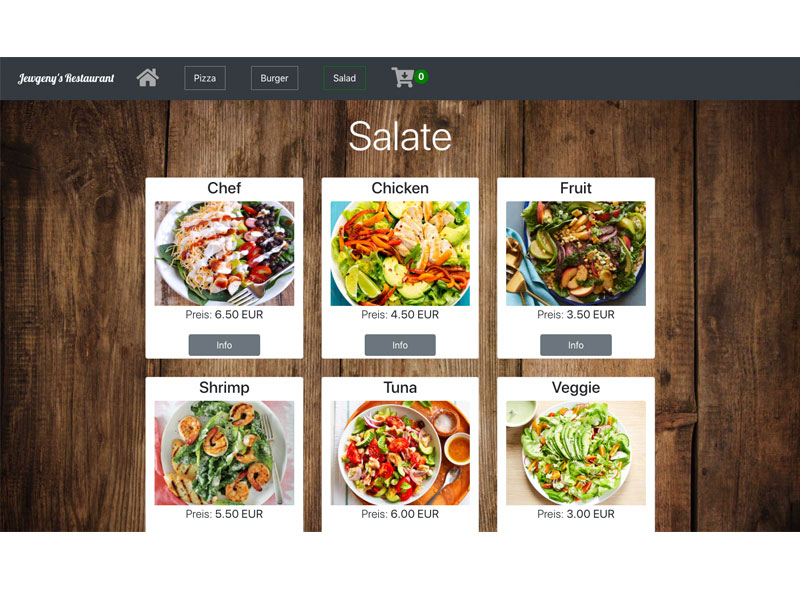 Jewgeny's Restaurant
Pizza
Burger
Salad
0
Salate
Chef
Chicken
Fruit
Preis: 6.50 EUR
Preis: 4.50 EUR
Preis: 3.50 EUR
Info
Info
Info
Shrimp
Tuna
Veggie
Preis: 5.50 EUR
Preis: 6.00 EUR
Preis: 3.00 EUR